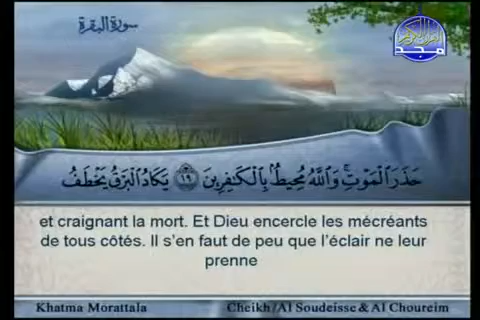 سورة البقرة
المجد
حَذَرَ الْمَوْتِ ۚ وَاللَّهُ مُحِيطٌ بِالْكَافِرِينَ ١٩ يَكَادُ الْبَرْقُ يَخْطَفُ
et craignant la mort. Et Dieu encercle les mécréants
de tous côtés. Il s'en faut de peu que l'éclair ne leur
prenne
Khatma Morattala
Cheikh/Al Soudeisse & Al Choureim